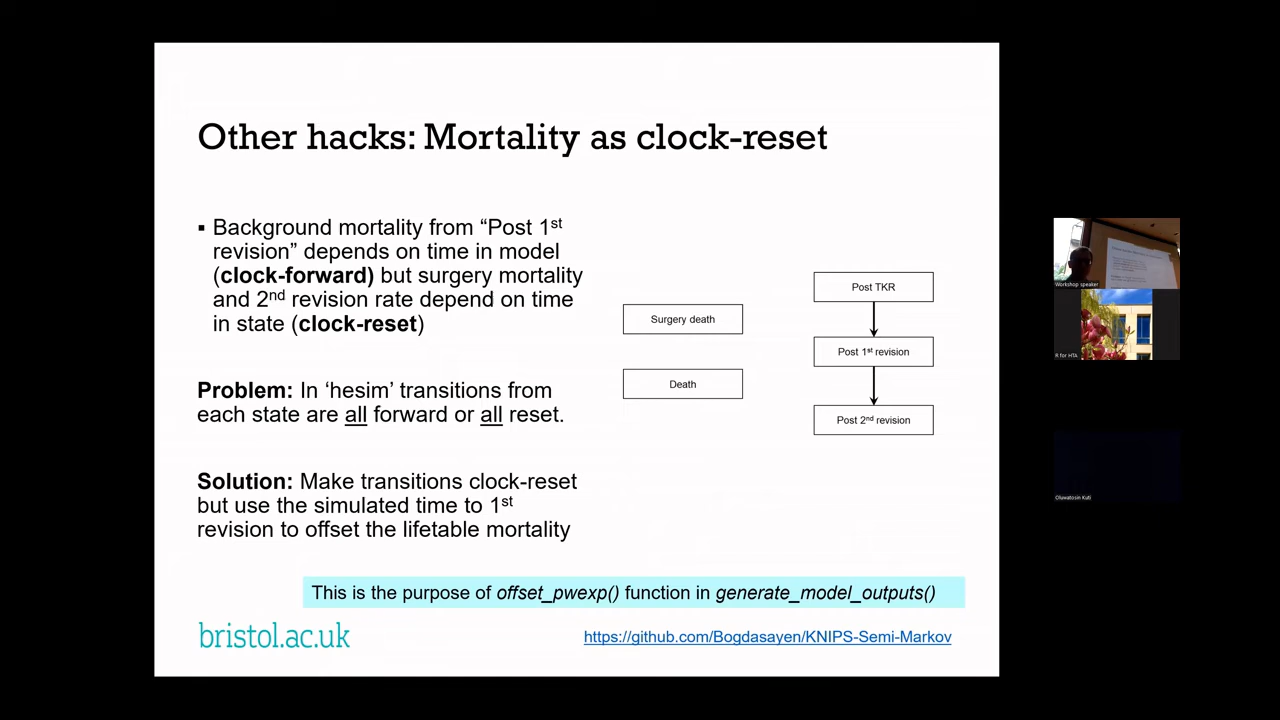 Other hacks: Mortality as clock-reset
▪ Background mortality from “Post 1st
revision” depends on time in model
(clock-forward) but surgery mortality
and 2nd revision rate depend on time
in state (clock-reset)
Problem: In ‘hesim’ transitions from
each state are all forward or all reset.
Solution: Make transitions clock-reset
but use the simulated time to 1st
revision to offset the lifetable mortality
Surgery death
Death
Post TKR
Post 1st revision
Post 2nd revision
This is the purpose of offset_pwexp() function in generate_model_outputs()
bristol.ac.uk
https://github.com/Bogdasayen/KNIPS-Semi-Markov
Workshop speaker
R for HTA
Oluwatosin Kuti